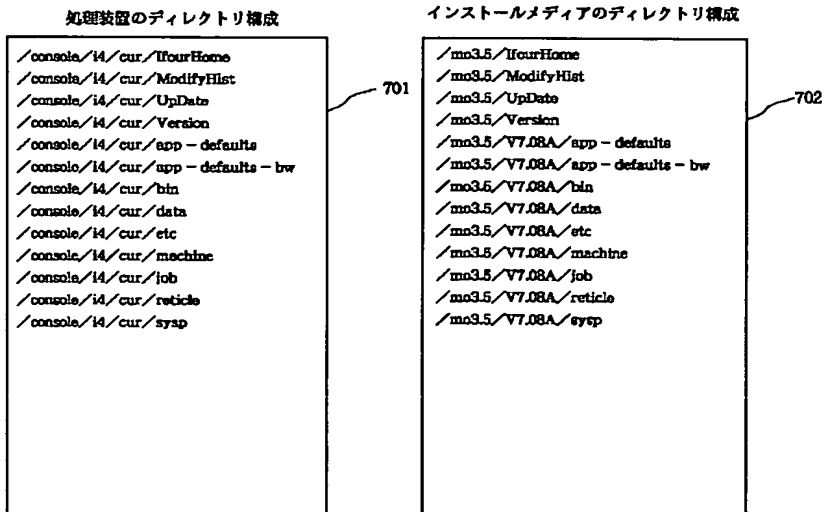 処理装置のディレクトリ構成
/console/i4/cur/IfourHome
/console/i4/cur/ModifyHist
/console/i4/cur/UpDate
/console/i4/cur/Version
/console/i4/cur/app-defaults
/console/i4/cur/app-defaults-bw
/console/i4/cur/bin
/console/i4/cur/data
/console/i4/cur/etc
/console/i4/cur/machine
/console/i4/cur/job
/console/i4/cur/reticle
/console/i4/cur/sysp
701
インストールメディアのディレクトリ構成
/mo3.5/IfourHome
/mo3.5/ModifyHist
/mo3.5/UpDate
/mo3.5/Version
/mo3.5/V7.08A/app-defaults
/mo3.5/V7.08A/app-defaults-bw
/mo3.5/V7.08A/bin
/mo3.5/V7.08A/data
/mo3.5/V7.08A/etc
/mo3.5/V7.08A/machine
/mo3.5/V7.08A/job
/mo3.5/V7.08A/reticle
/mo3.5/V7.08A/sysp
702